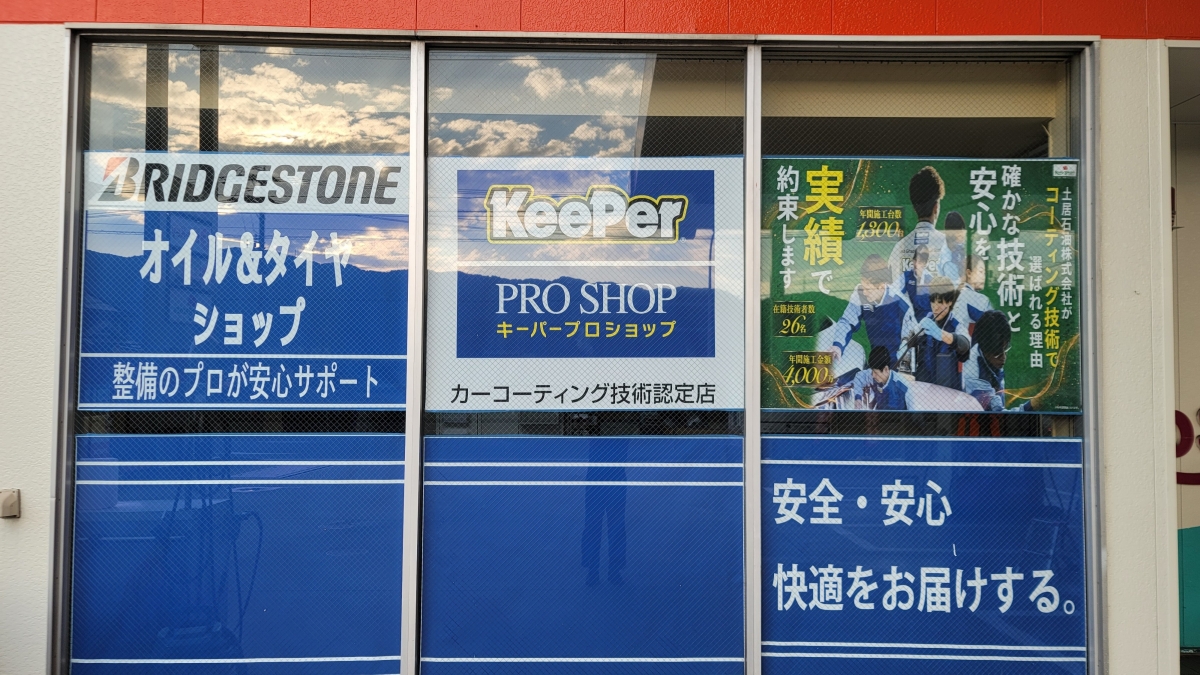 BRIDGESTONE
オイル&タイヤ
ショップ
整備のプロが安心サポート
KeePer
PRO SHOP
キーパープロショップ
カーコーティング技術認定店
土居石油株式会社が
コーティング技術で
選ばれる理由
確かな技術と
安心を、
実績で
約束します
年間施工台数
1,300
在籍技術者数
26名
年間施工金額
4,000
安全・安心
快適をお届けする。